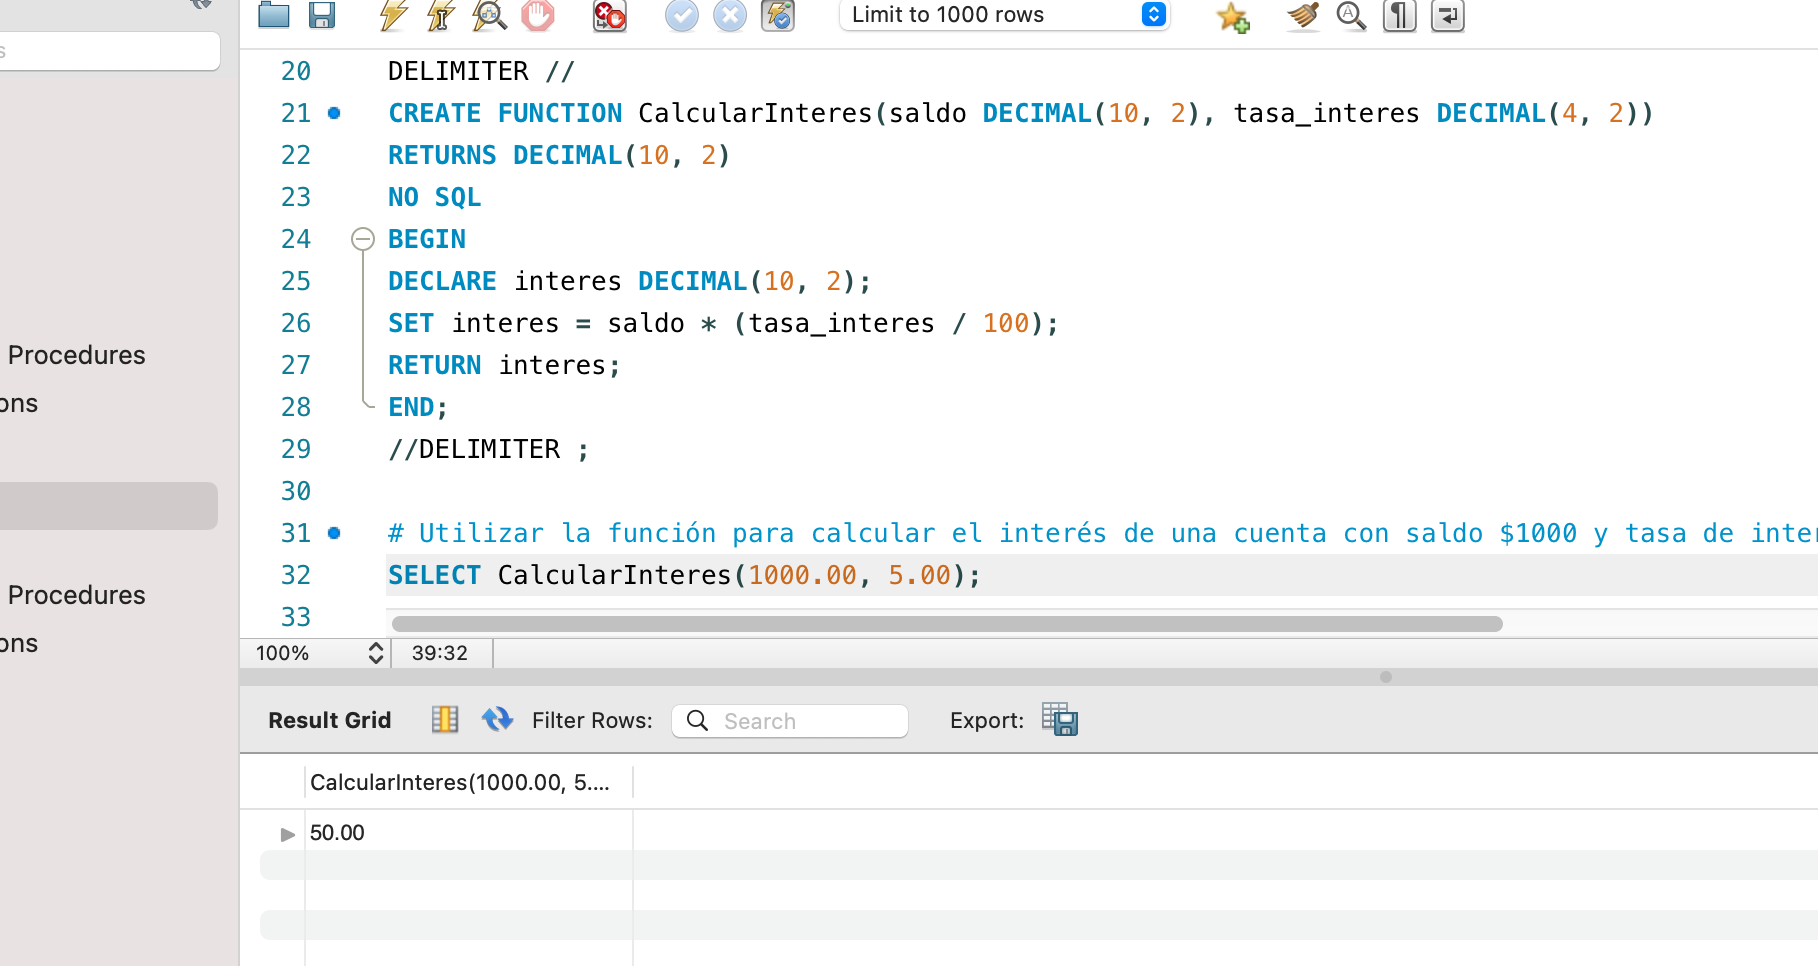 Limit to 1000 rows
s
20 DELIMITER //
21 CREATE FUNCTION CalcularInteres(saldo DECIMAL(10, 2), tasa_interes DECIMAL(4, 2))
22 RETURNS DECIMAL(10, 2)
23 NO SQL
24 BEGIN
25 DECLARE interes DECIMAL(10, 2);
26 SET interes = saldo * (tasa_interes / 100);
27 RETURN interes;
28 END;
29 //DELIMITER ;
30
31 # Utilizar la función para calcular el interés de una cuenta con saldo $1000 y tasa de inter
32 SELECT CalcularInteres(1000.00, 5.00);
33
Procedures
ons
Procedures
ons
100% 39:32
Result Grid Filter Rows: Search Export:
CalcularInteres(1000.00, 5....
50.00